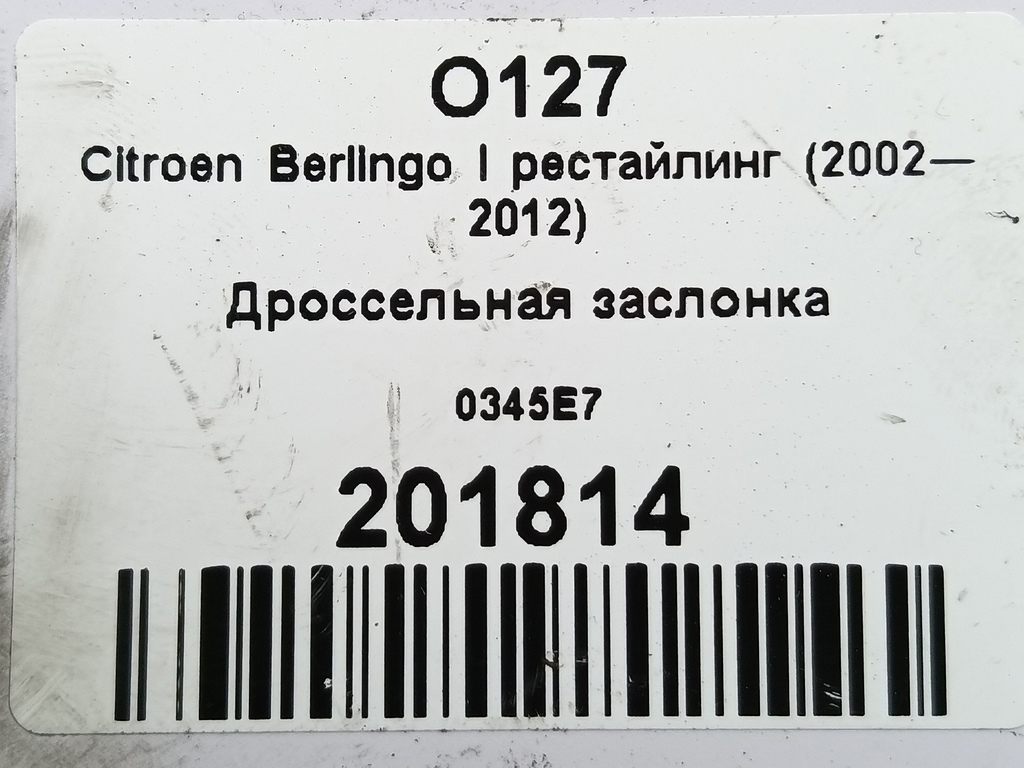 O127
Citroen Berlingo I рестайлинг (2002—
2012)
Дроссельная заслонка
0345E7
201814